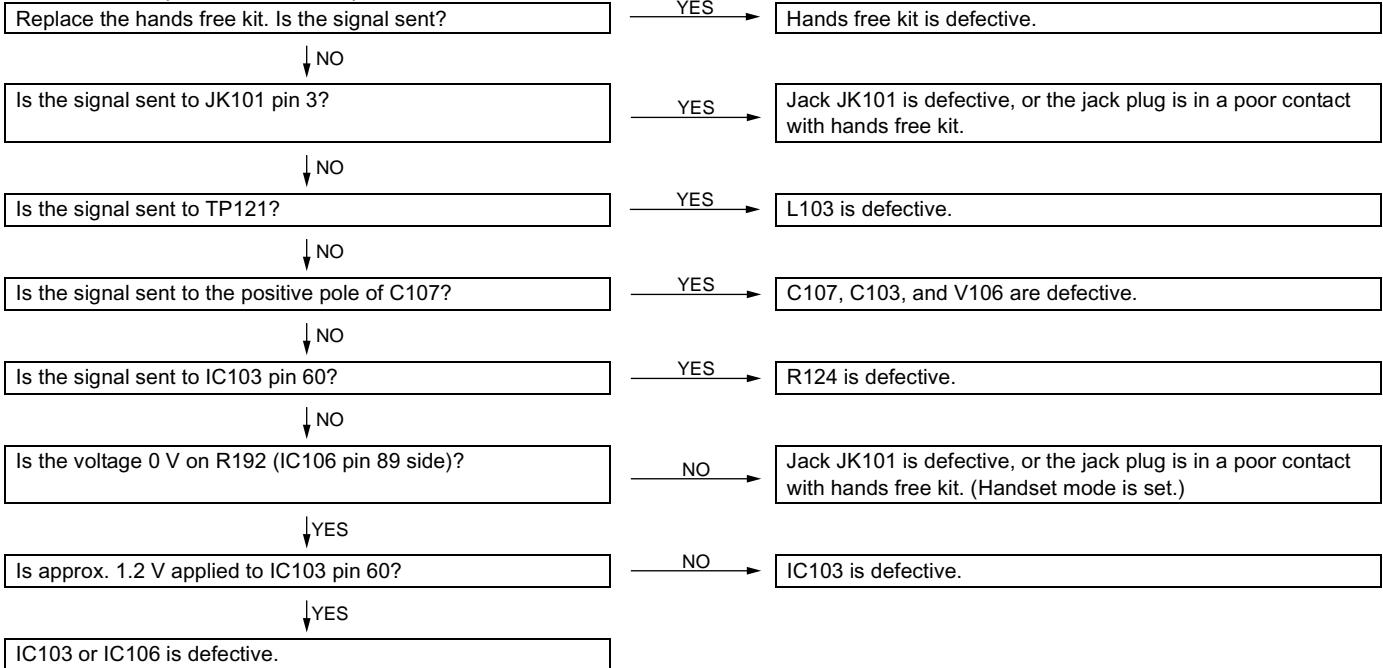 Replace the hands free kit. Is the signal sent?
YES
Hands free kit is defective.
NO
Is the signal sent to JK101 pin 3?
YES
Jack JK101 is defective, or the jack plug is in a poor contact
with hands free kit.
NO
Is the signal sent to TP121?
YES
L103 is defective.
NO
Is the signal sent to the positive pole of C107?
YES
C107, C103, and V106 are defective.
NO
Is the signal sent to IC103 pin 60?
YES
R124 is defective.
NO
Is the voltage 0 V on R192 (IC106 pin 89 side)?
NO
Jack JK101 is defective, or the jack plug is in a poor contact
with hands free kit. (Handset mode is set.)
YES
Is approx. 1.2 V applied to IC103 pin 60?
NO
IC103 is defective.
YES
IC103 or IC106 is defective.